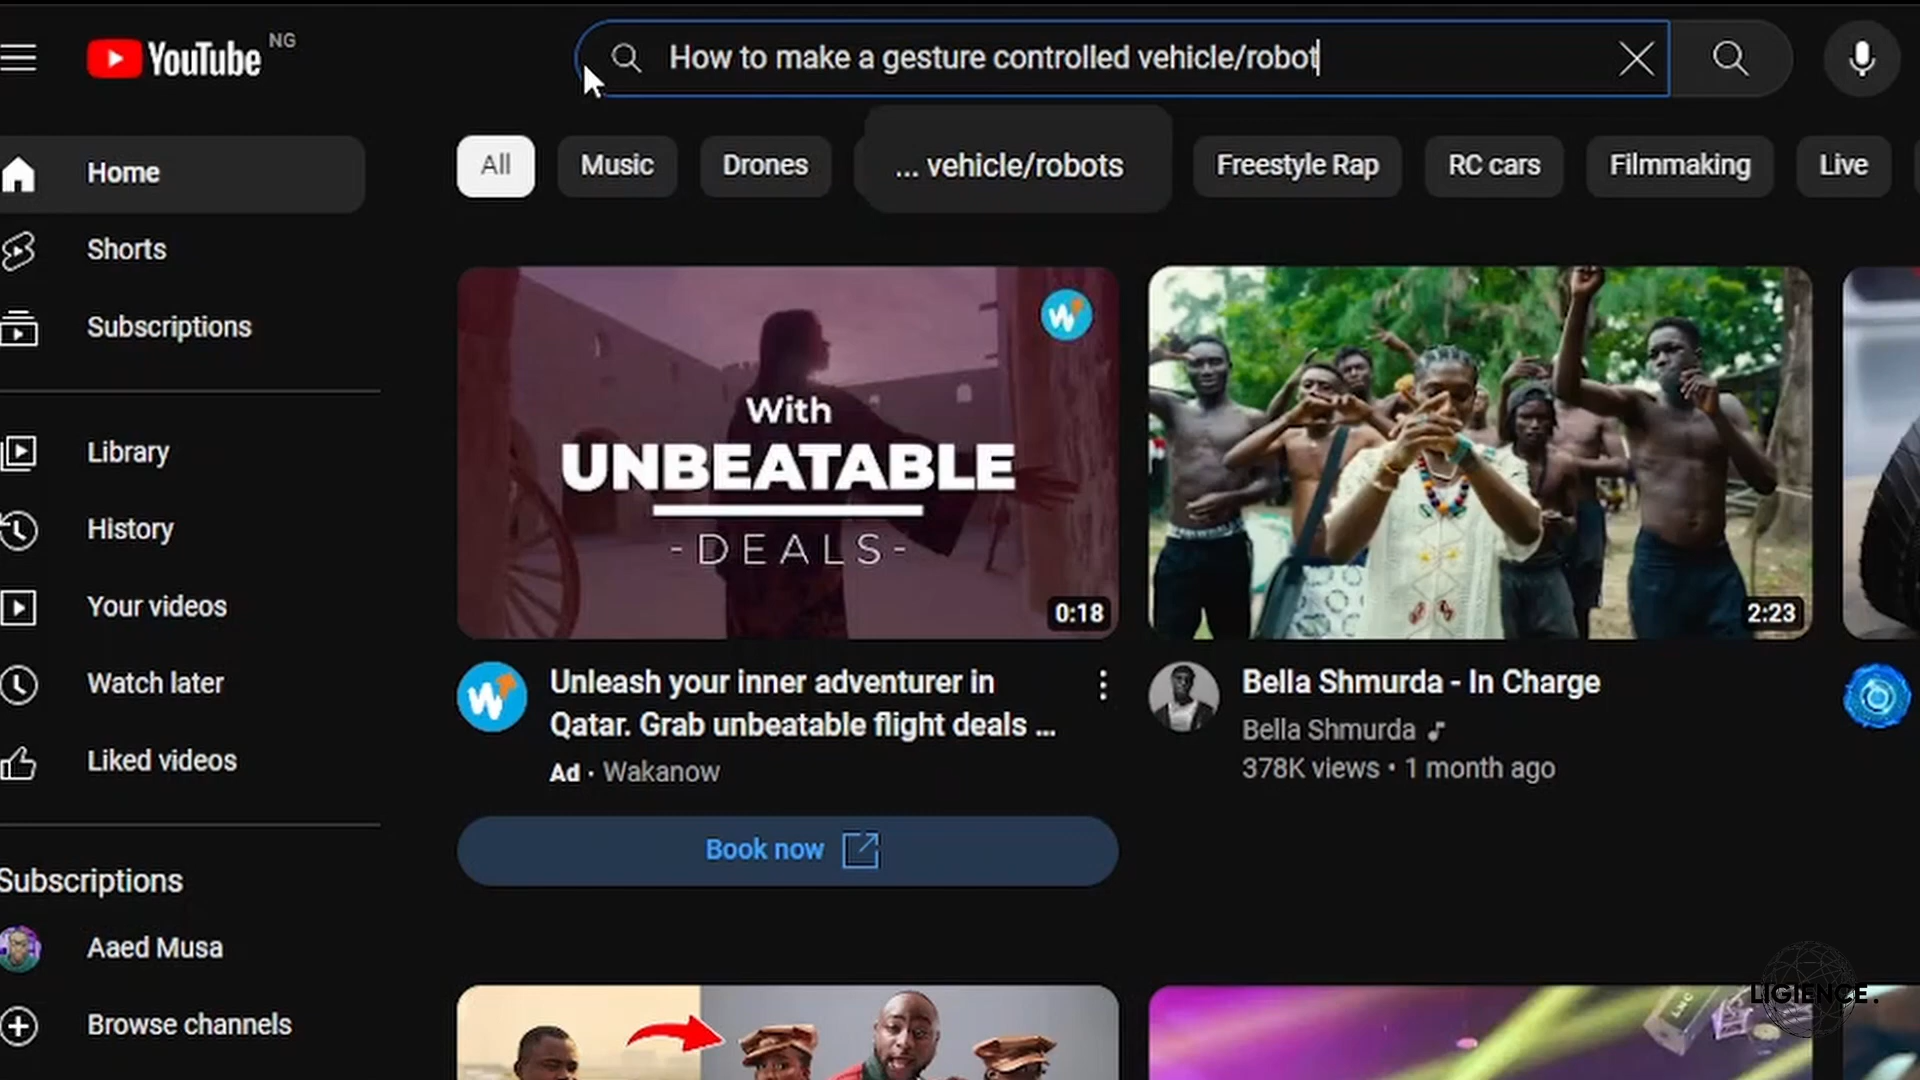 YouTube NG
How to make a gesture controlled vehicle/robot
All
Music
Drones
... vehicle/robots
Freestyle Rap
RC cars
Filmmaking
Live
Home
Shorts
Subscriptions
Library
History
Your videos
Watch later
Liked videos
Subscriptions
Aaed Musa
Browse channels
With
UNBEATABLE
-DEALS-
W
0:18
W
Unleash your inner adventurer in
Qatar. Grab unbeatable flight deals ...
Ad · Wakanow
Book now
2:23
Bella Shmurda - In Charge
Bella Shmurda
378K views • 1 month ago
LIGIENCE.